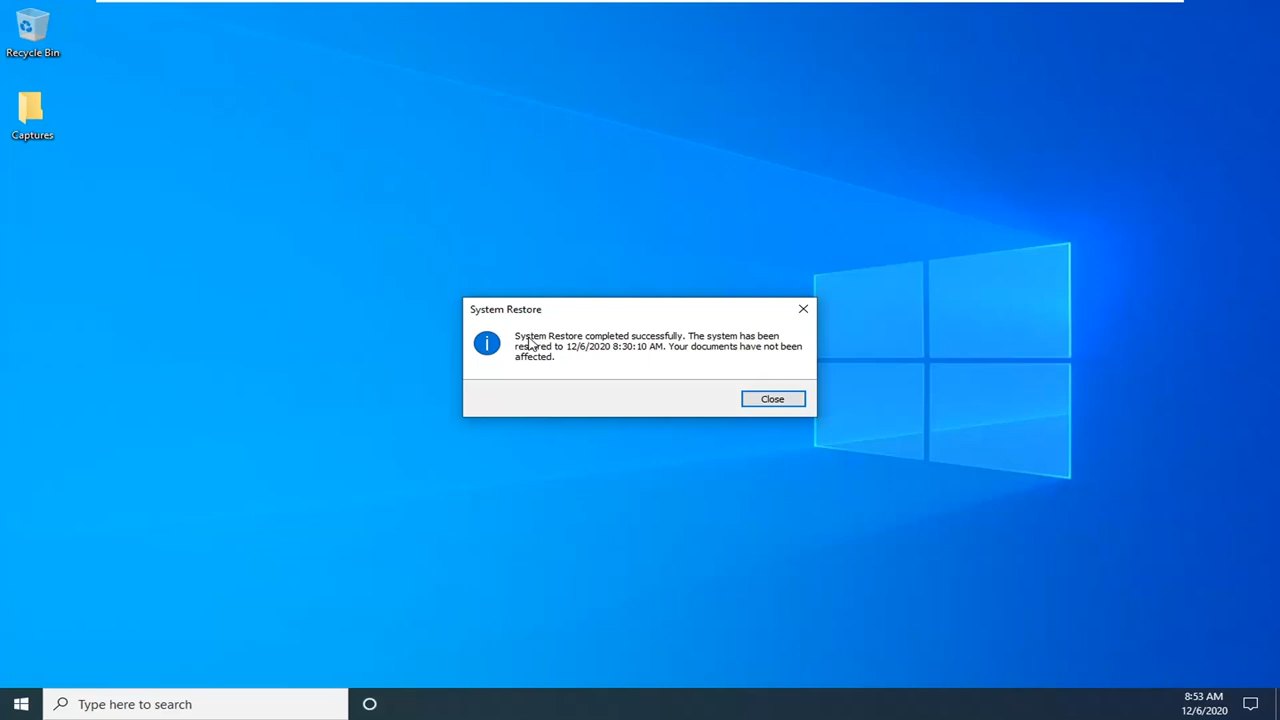 Recycle Bin
Captures
System Restore
System Restore completed successfully. The system has been
restored to 12/6/2020 8:30:10 AM. Your documents have not been
affected.
Close
Type here to search
8:53 AM
12/6/2020